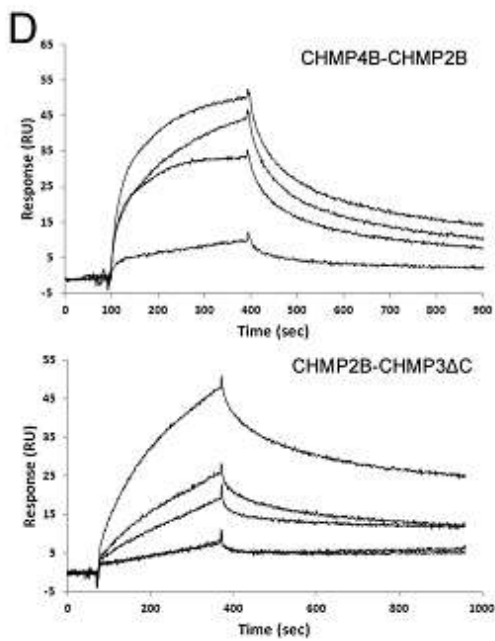 D
CHMP4B-CHMP2B
Response (RU)
65
55
45
35
25
15
5
-5
0 100 200 300 400 500 600 700 800 900
Time (sec)
CHMP2B-CHMP3ΔC
Response (RU)
55
45
35
25
15
5
-5
0 200 400 600 800 1000
Time (sec)